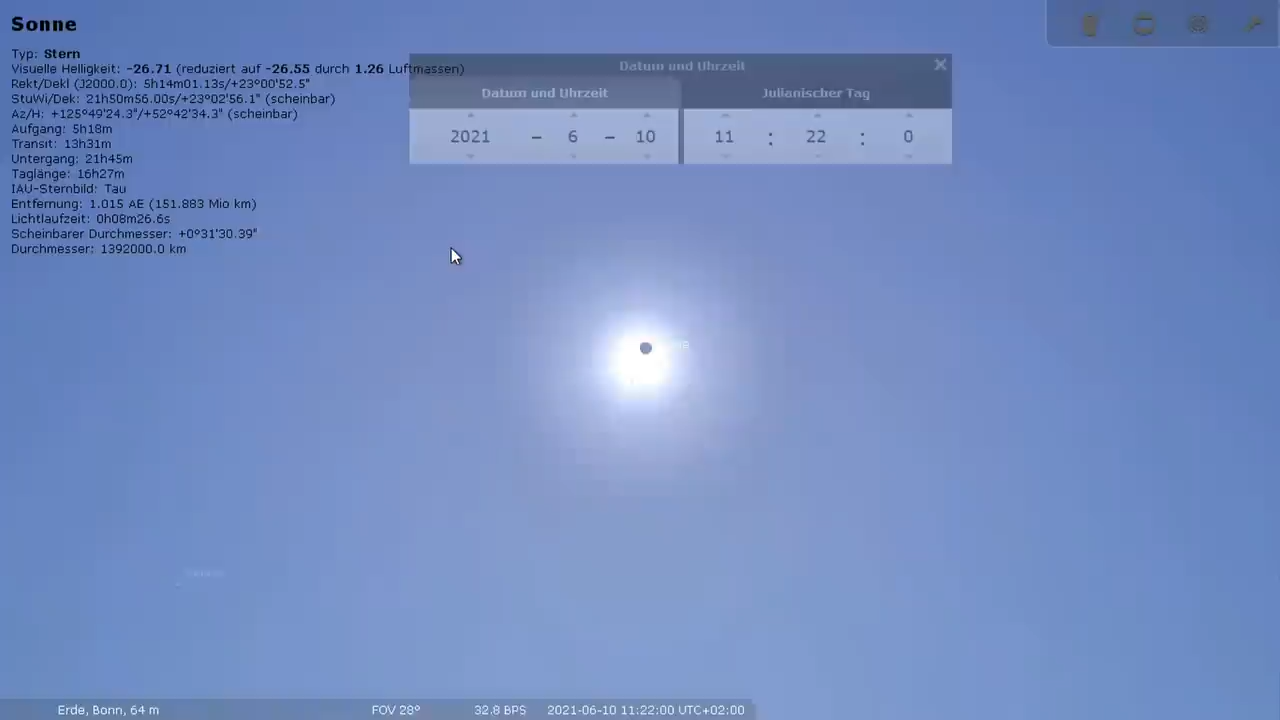 Sonne
Typ: Stern
Visuelle Helligkeit: -26.71 (reduziert auf -26.55 durch 1.26 Luftmassen)
Rekt/Dekl (J2000.0): 5h14m01.13s/+23°00'52.5"
StuWi/Dek: 21h50m56.00s/+23°02'56.1" (scheinbar)
Az/H: +125°49'24.3"/+52°42'34.3" (scheinbar)
Aufgang: 5h18m
Transit: 13h31m
Untergang: 21h45m
Taglänge: 16h27m
IAU-Sternbild: Tau
Entfernung: 1.015 AE (151.883 Mio km)
Lichtlaufzeit: 0h08m26.6s
Scheinbarer Durchmesser: +0°31'30.39"
Durchmesser: 1392000.0 km
Datum und Uhrzeit
Datum und Uhrzeit Julianischer Tag
2021 - 6 - 10 11 : 22 : 0
Erde, Bonn, 64 m FOV 28° 32.8 BPS 2021-06-10 11:22:00 UTC+02:00